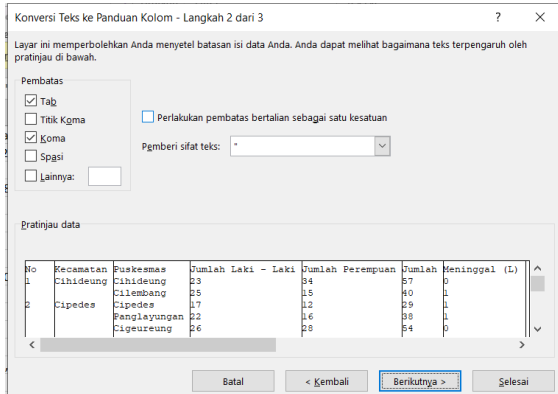 Konversi Teks ke Panduan Kolom - Langkah 2 dari 3 ? ×
Layar ini memperbolehkan Anda menyetel batasan isi data Anda. Anda dapat melihat bagaimana teks terpengaruh oleh
pratinjau di bawah.
Pembatas
Tab
Titik Koma
Koma
Spasi
Lainnya:
Perlakukan pembatas bertalian sebagai satu kesatuan
Pemberi sifat teks: "
Pratinjau data
No Kecamatan Puskesmas Jumlah Laki - Laki Jumlah Perempuan Jumlah Meninggal (L)
1 Cihideung Cihideung 23 34 57 0
Cilembang 25 15 40 1
2 Cipedes Cipedes 17 12 29 1
Panglayungan 22 16 38 1
Cigeureung 26 28 54 0
Batal < Kembali Berikutnya > Selesai